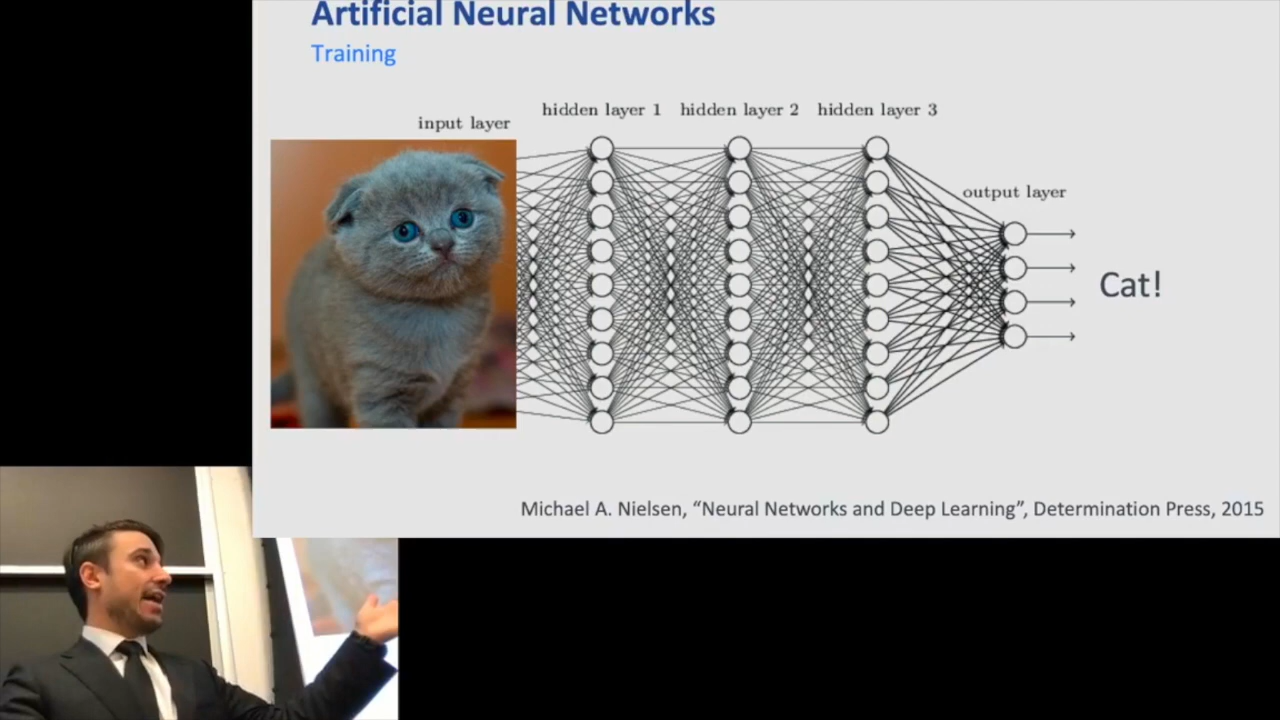 Artificial Neural Networks
Training
input layer
hidden layer 1
hidden layer 2
hidden layer 3
output layer
Cat!
Michael A. Nielsen, “Neural Networks and Deep Learning”, Determination Press, 2015